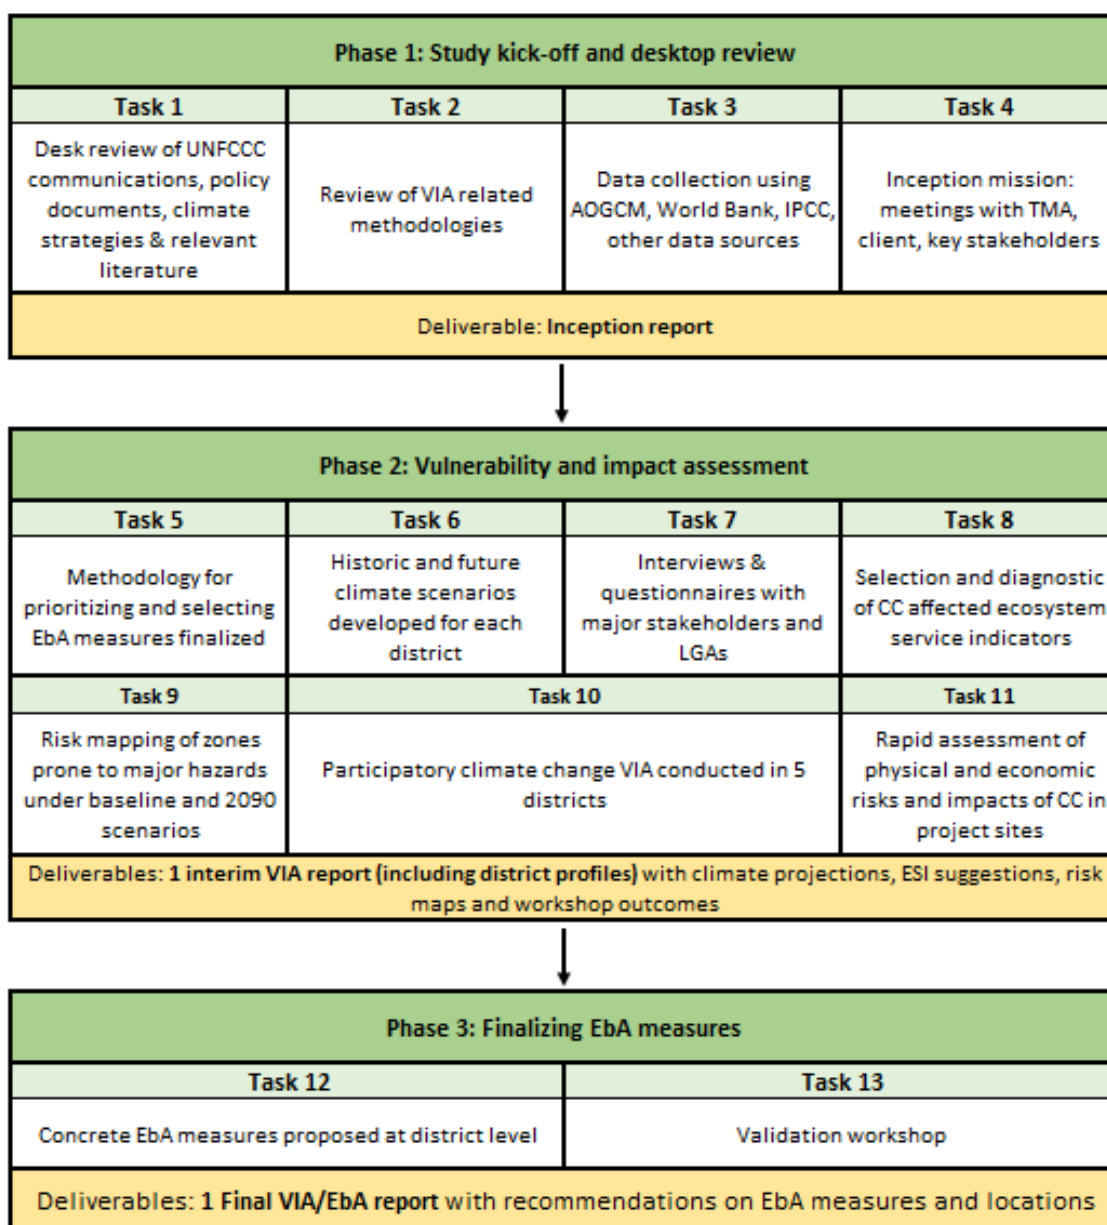 Phase 1: Study kick-off and desktop review
Task 1
Desk review of UNFCCC
communications, policy
documents, climate
strategies & relevant
literature
Task 2
Review of VIA related
methodologies
Task 3
Data collection using
AOGCM, World Bank, IPCC,
other data sources
Task 4
Inception mission:
meetings with TMA,
client, key stakeholders
Deliverable: Inception report
Phase 2: Vulnerability and impact assessment
Task 5
Methodology for
prioritizing and selecting
EbA measures finalized
Task 6
Historic and future
climate scenarios
developed for each
district
Task 7
Interviews &
questionnaires with
major stakeholders and
LGAs
Task 8
Selection and diagnostic
of CC affected ecosystem
service indicators
Task 9
Risk mapping of zones
prone to major hazards
under baseline and 2090
scenarios
Task 10
Participatory climate change VIA conducted in 5
districts
Task 11
Rapid assessment of
physical and economic
risks and impacts of CC in
project sites
Deliverables: 1 interim VIA report (including district profiles) with climate projections, ESI suggestions, risk
maps and workshop outcomes
Phase 3: Finalizing EbA measures
Task 12
Concrete EbA measures proposed at district level
Task 13
Validation workshop
Deliverables: 1 Final VIA/EbA report with recommendations on EbA measures and locations